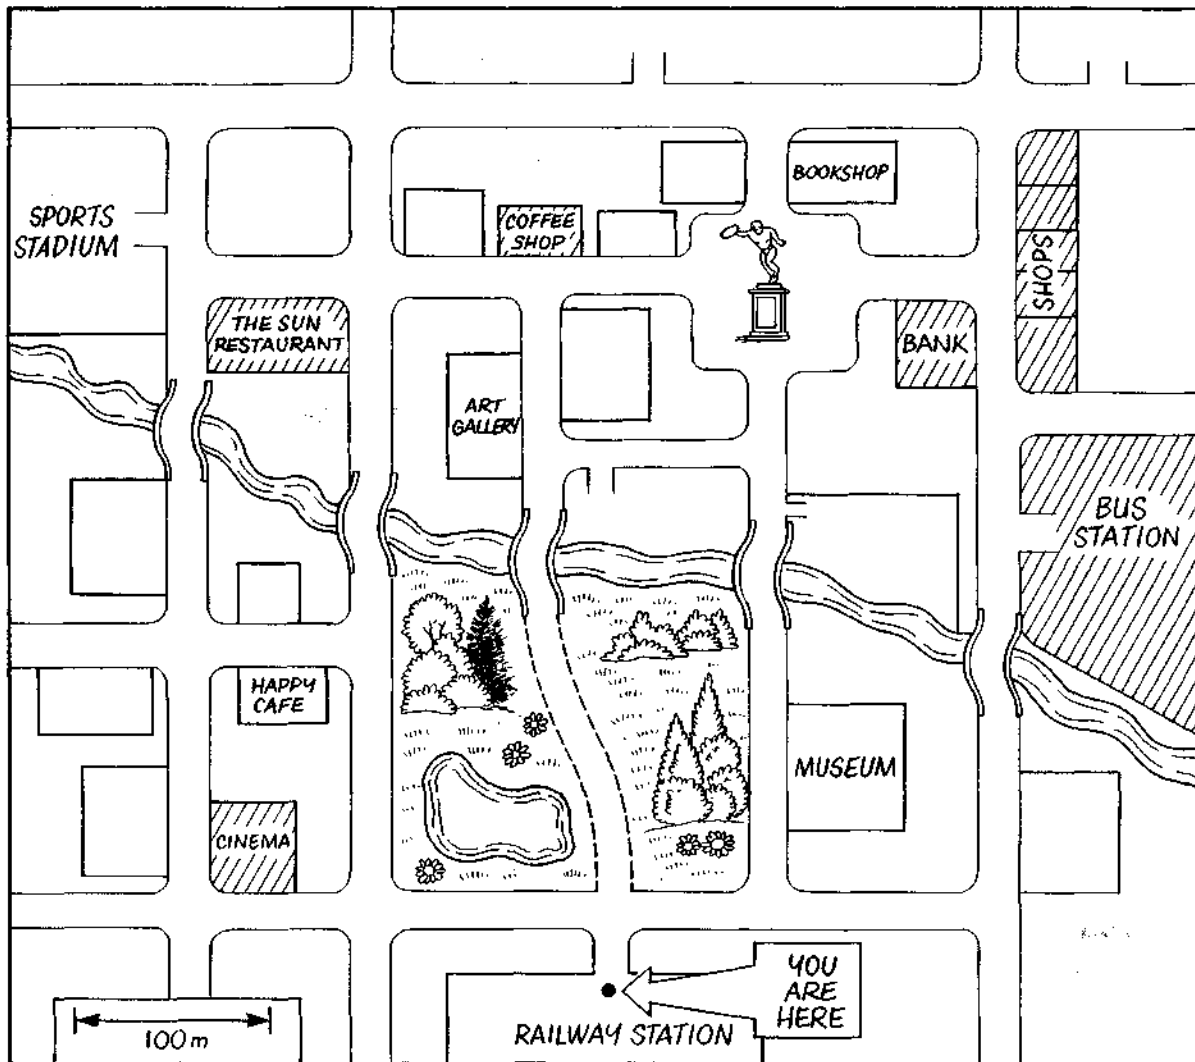 BOOKSHOP
SPORTS
STADIUM
COFFEE
SHOP
SHOPS
THE SUN
RESTAURANT
BANK
ART
GALLERY
BUS
STATION
HAPPY
CAFE
MUSEUM
CINEMA
YOU
ARE
HERE
100m
RAILWAY STATION